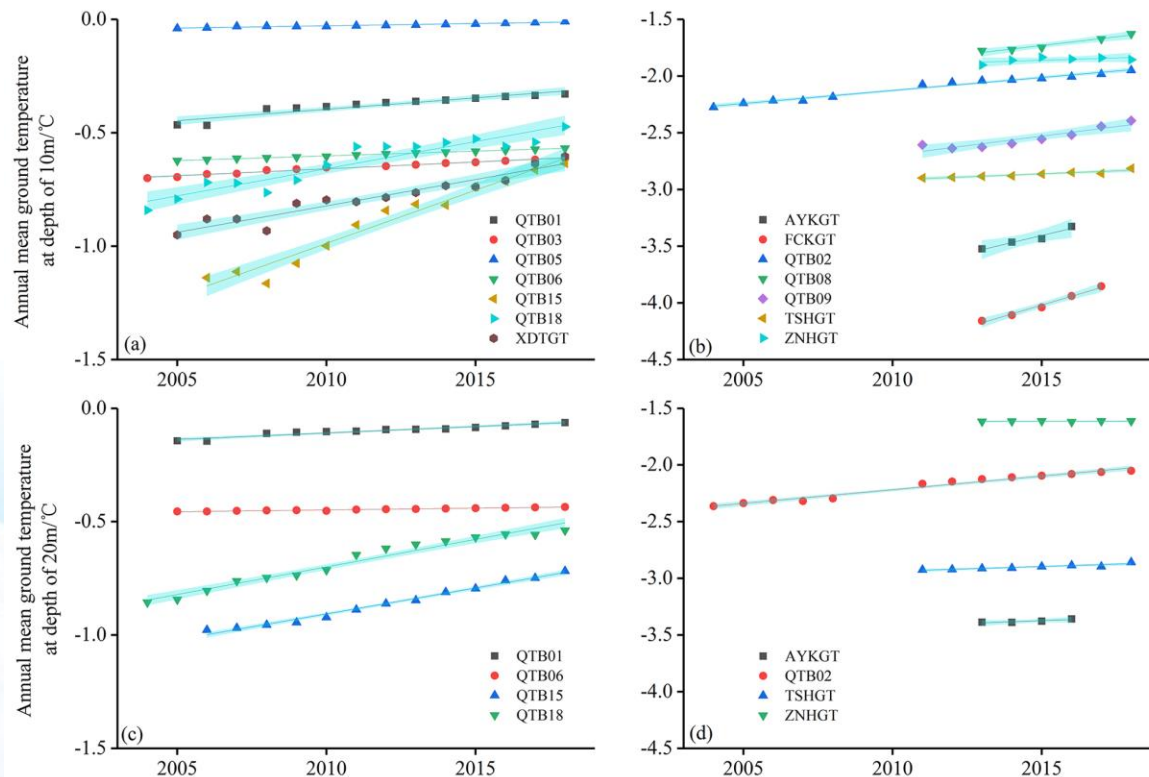 Annual mean ground temperature
at depth of 10m/℃
0.0
-0.5
-1.0
-1.5
(a)
QTB01
QTB03
QTB05
QTB06
QTB15
QTB18
XDTGT
2005 2010 2015
-1.5
-2.0
-2.5
-3.0
-3.5
-4.0
-4.5
(b)
AYKGT
FCKGT
QTB02
QTB08
QTB09
TSHGT
ZNHGT
2005 2010 2015
Annual mean ground temperature
at depth of 20m/℃
0.0
-0.5
-1.0
-1.5
(c)
QTB01
QTB06
QTB15
QTB18
2005 2010 2015
-1.5
-2.0
-2.5
-3.0
-3.5
-4.0
-4.5
(d)
AYKGT
QTB02
TSHGT
ZNHGT
2005 2010 2015